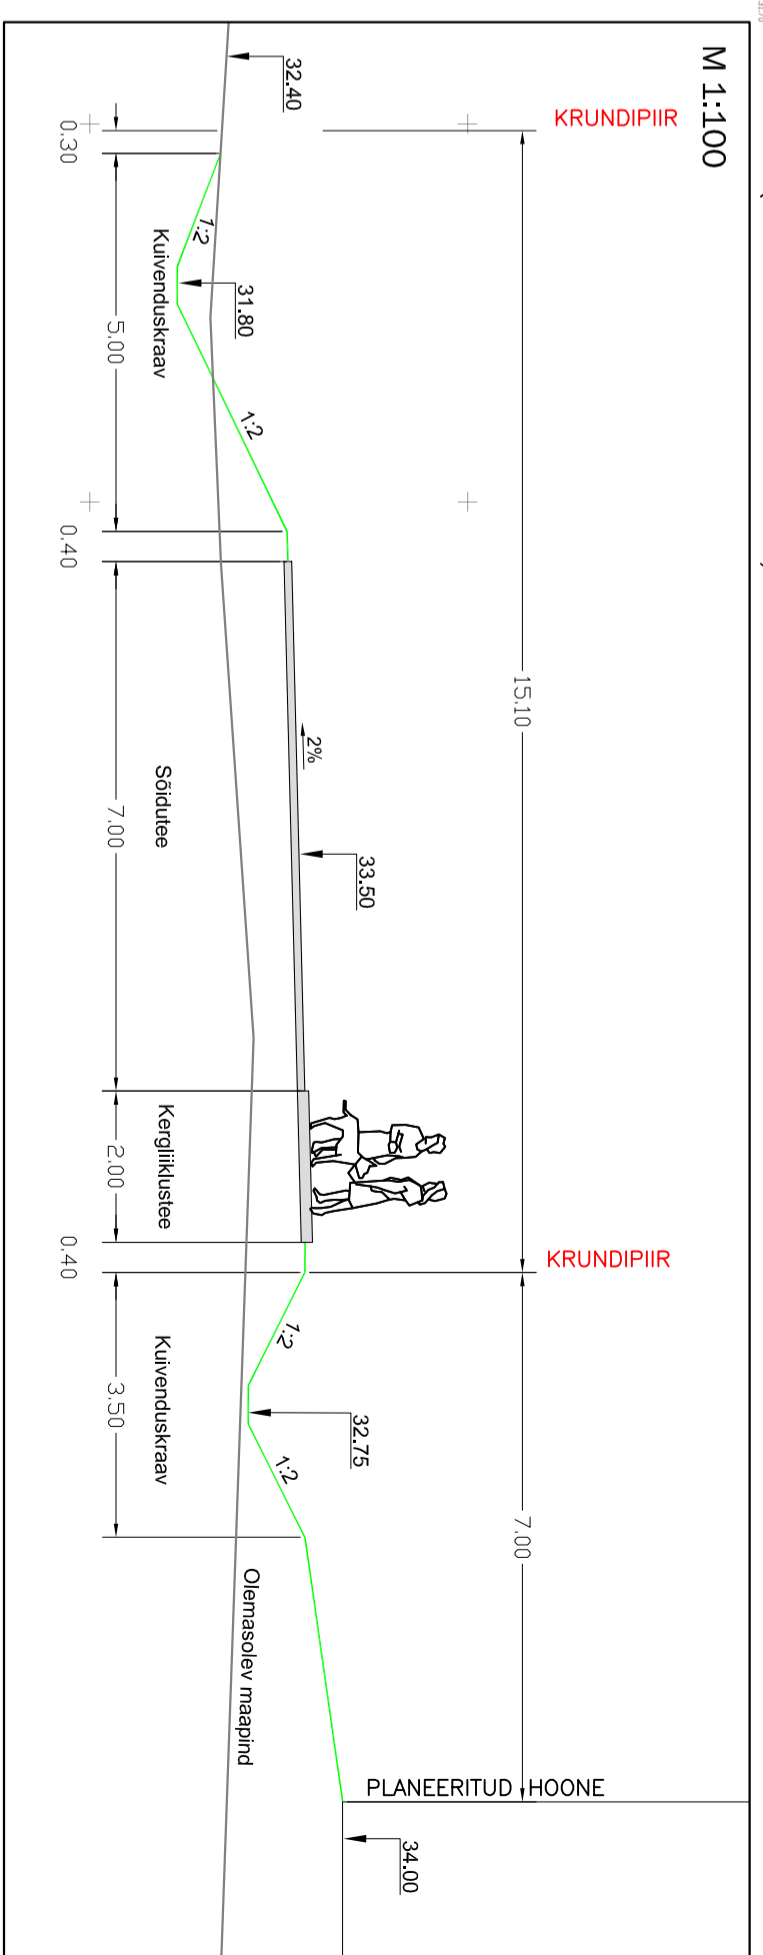 M 1:100
KRUNDIPIIR
KRUNDIPIIR
15.10
7.00
PLANEERITUD HOONE
32.40
31.80
33.50
32.75
34.00
1:2
1:2
2%
1:2
1:2
Kuivenduskraav
Sõidutee
Kergliiklustee
Kuivenduskraav
Olemasolev maapind
0.30
5.00
0.40
7.00
2.00
0.40
3.50